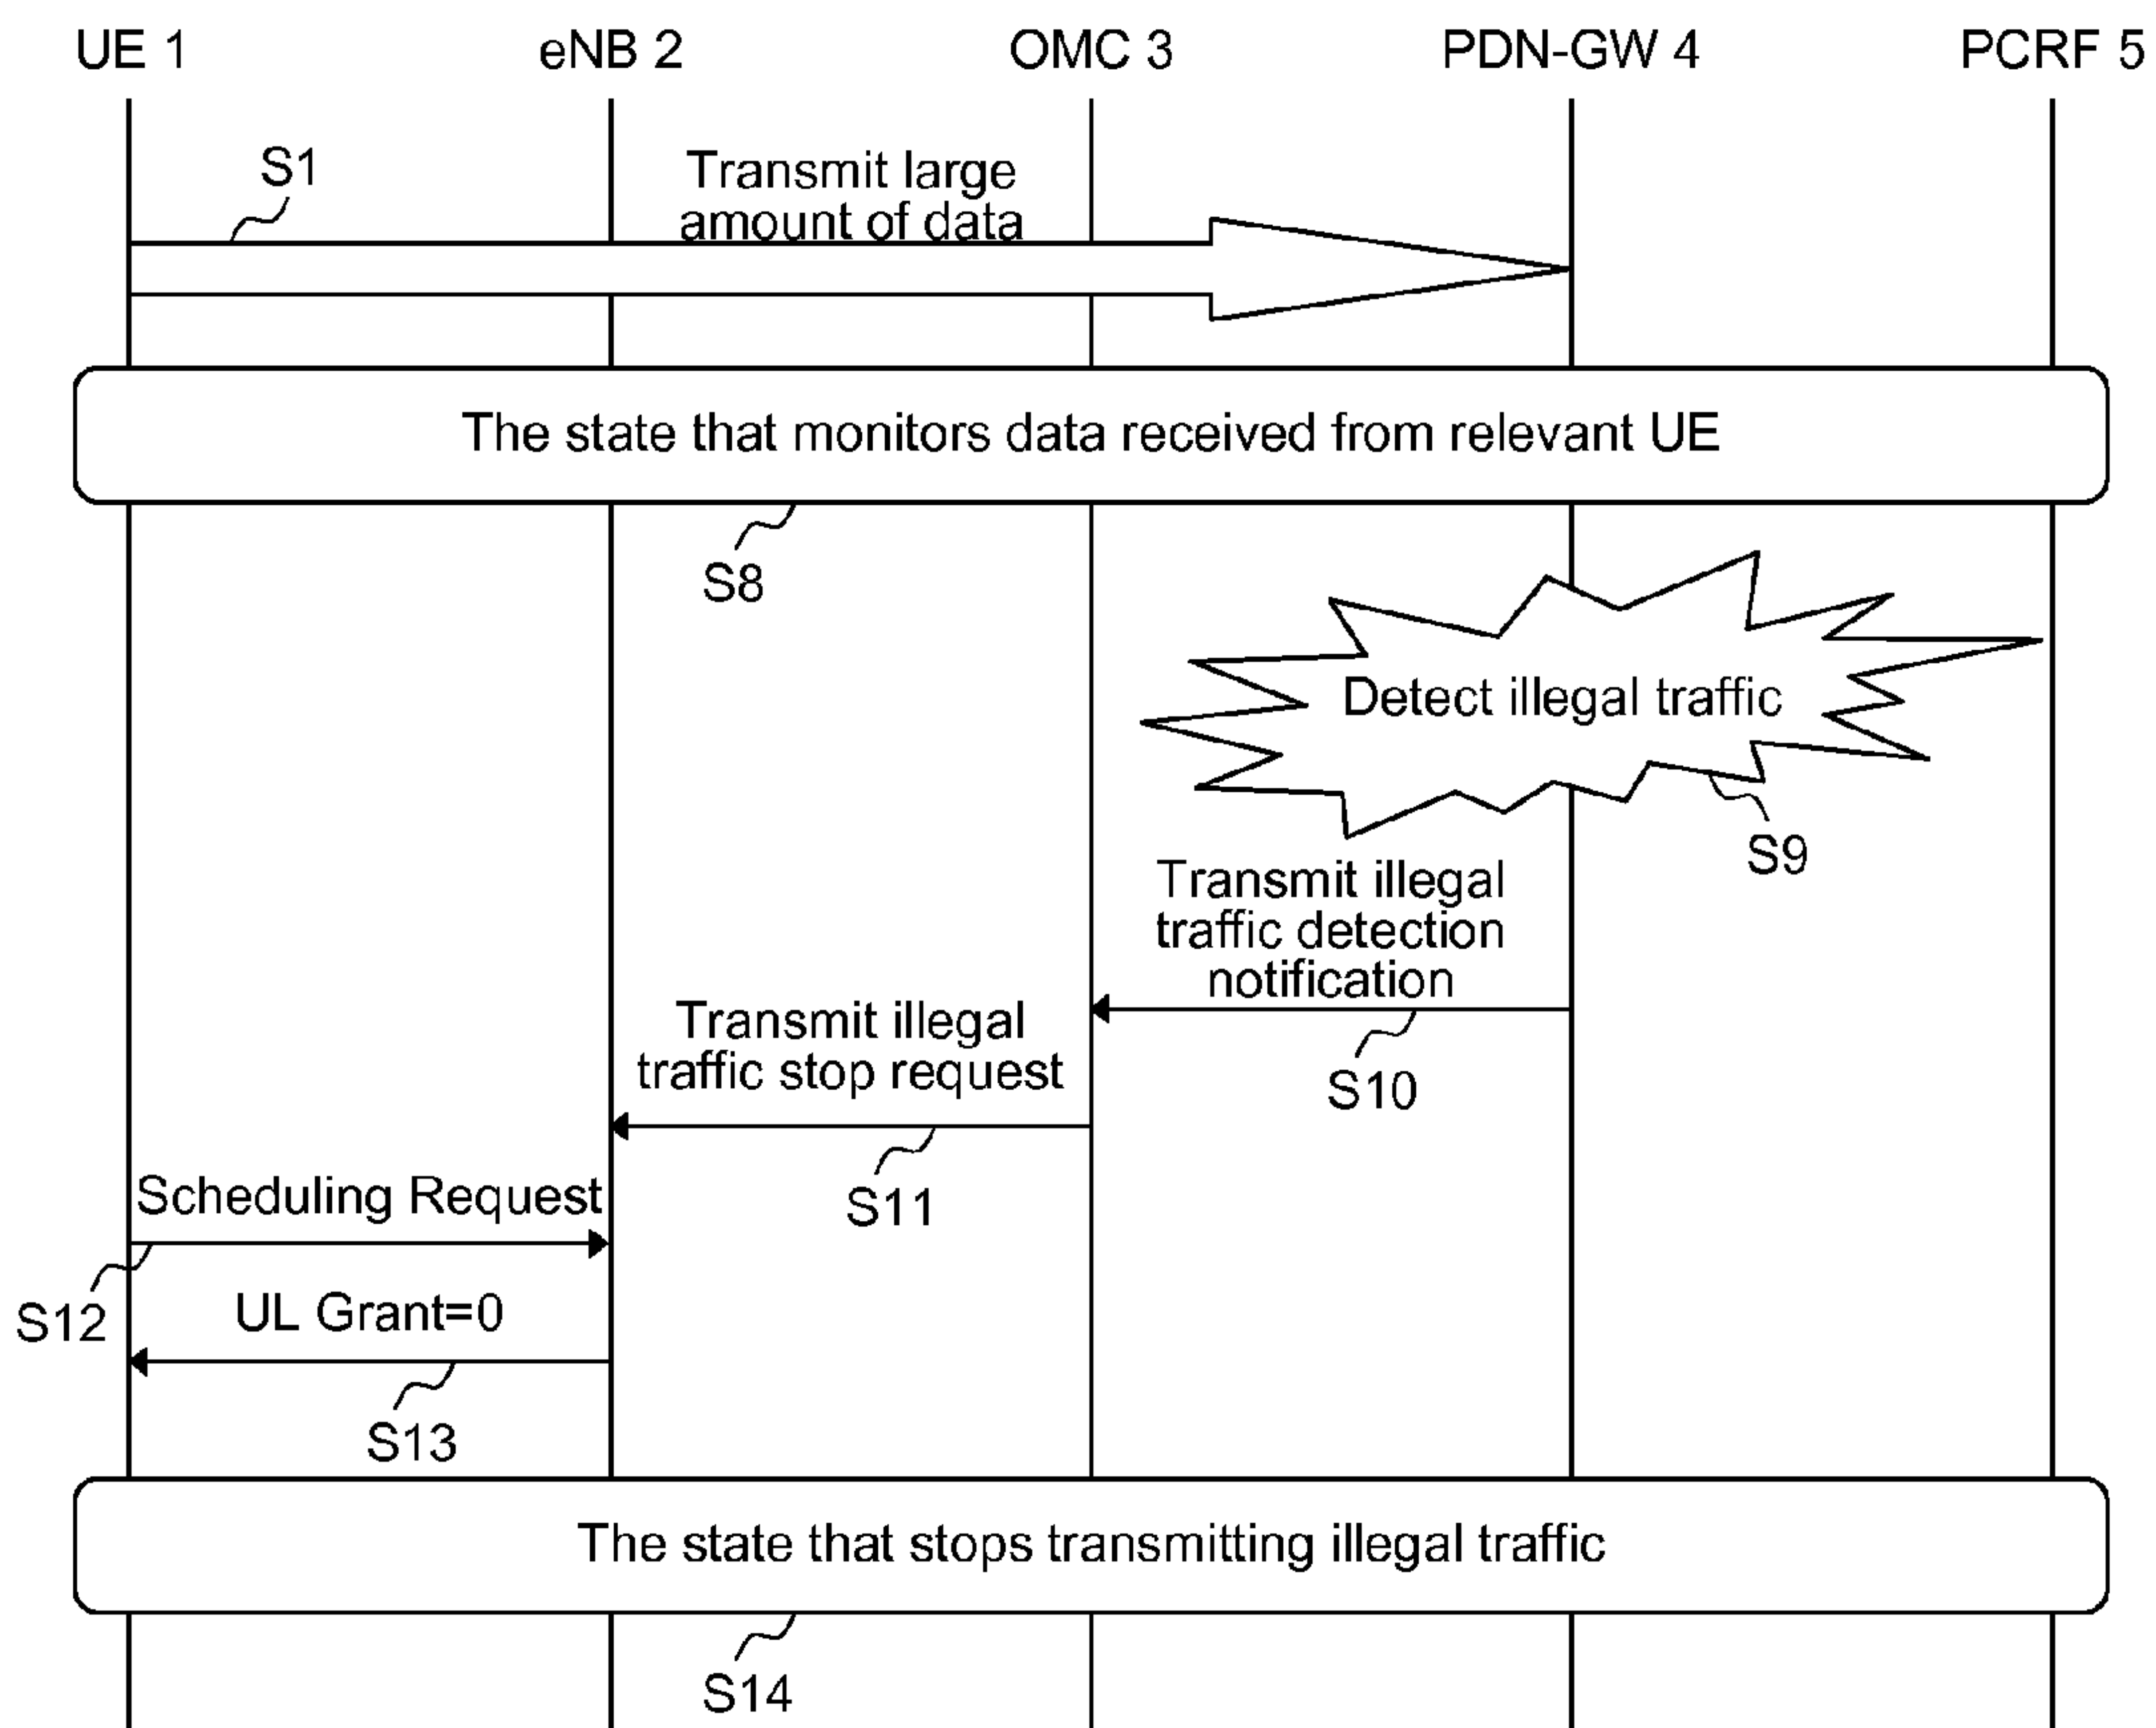 UE 1
eNB 2
OMC 3
PDN-GW 4
PCRF 5
S1
Transmit large
amount of data
The state that monitors data received from relevant UE
S8
Detect illegal traffic
S9
Transmit illegal
traffic detection
notification
S10
Transmit illegal
traffic stop request
S11
Scheduling Request
S12
UL Grant=0
S13
The state that stops transmitting illegal traffic
S14